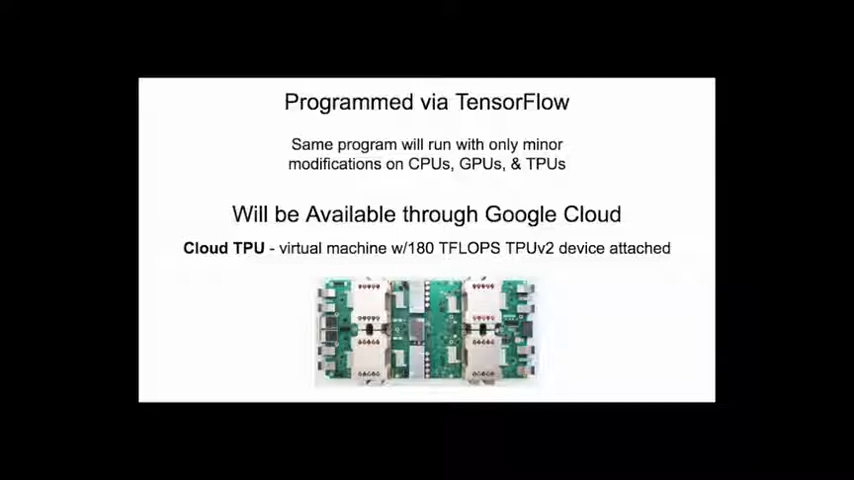 Programmed via TensorFlow
Same program will run with only minor
modifications on CPUs, GPUs, & TPUs
Will be Available through Google Cloud
Cloud TPU - virtual machine w/180 TFLOPS TPUv2 device attached